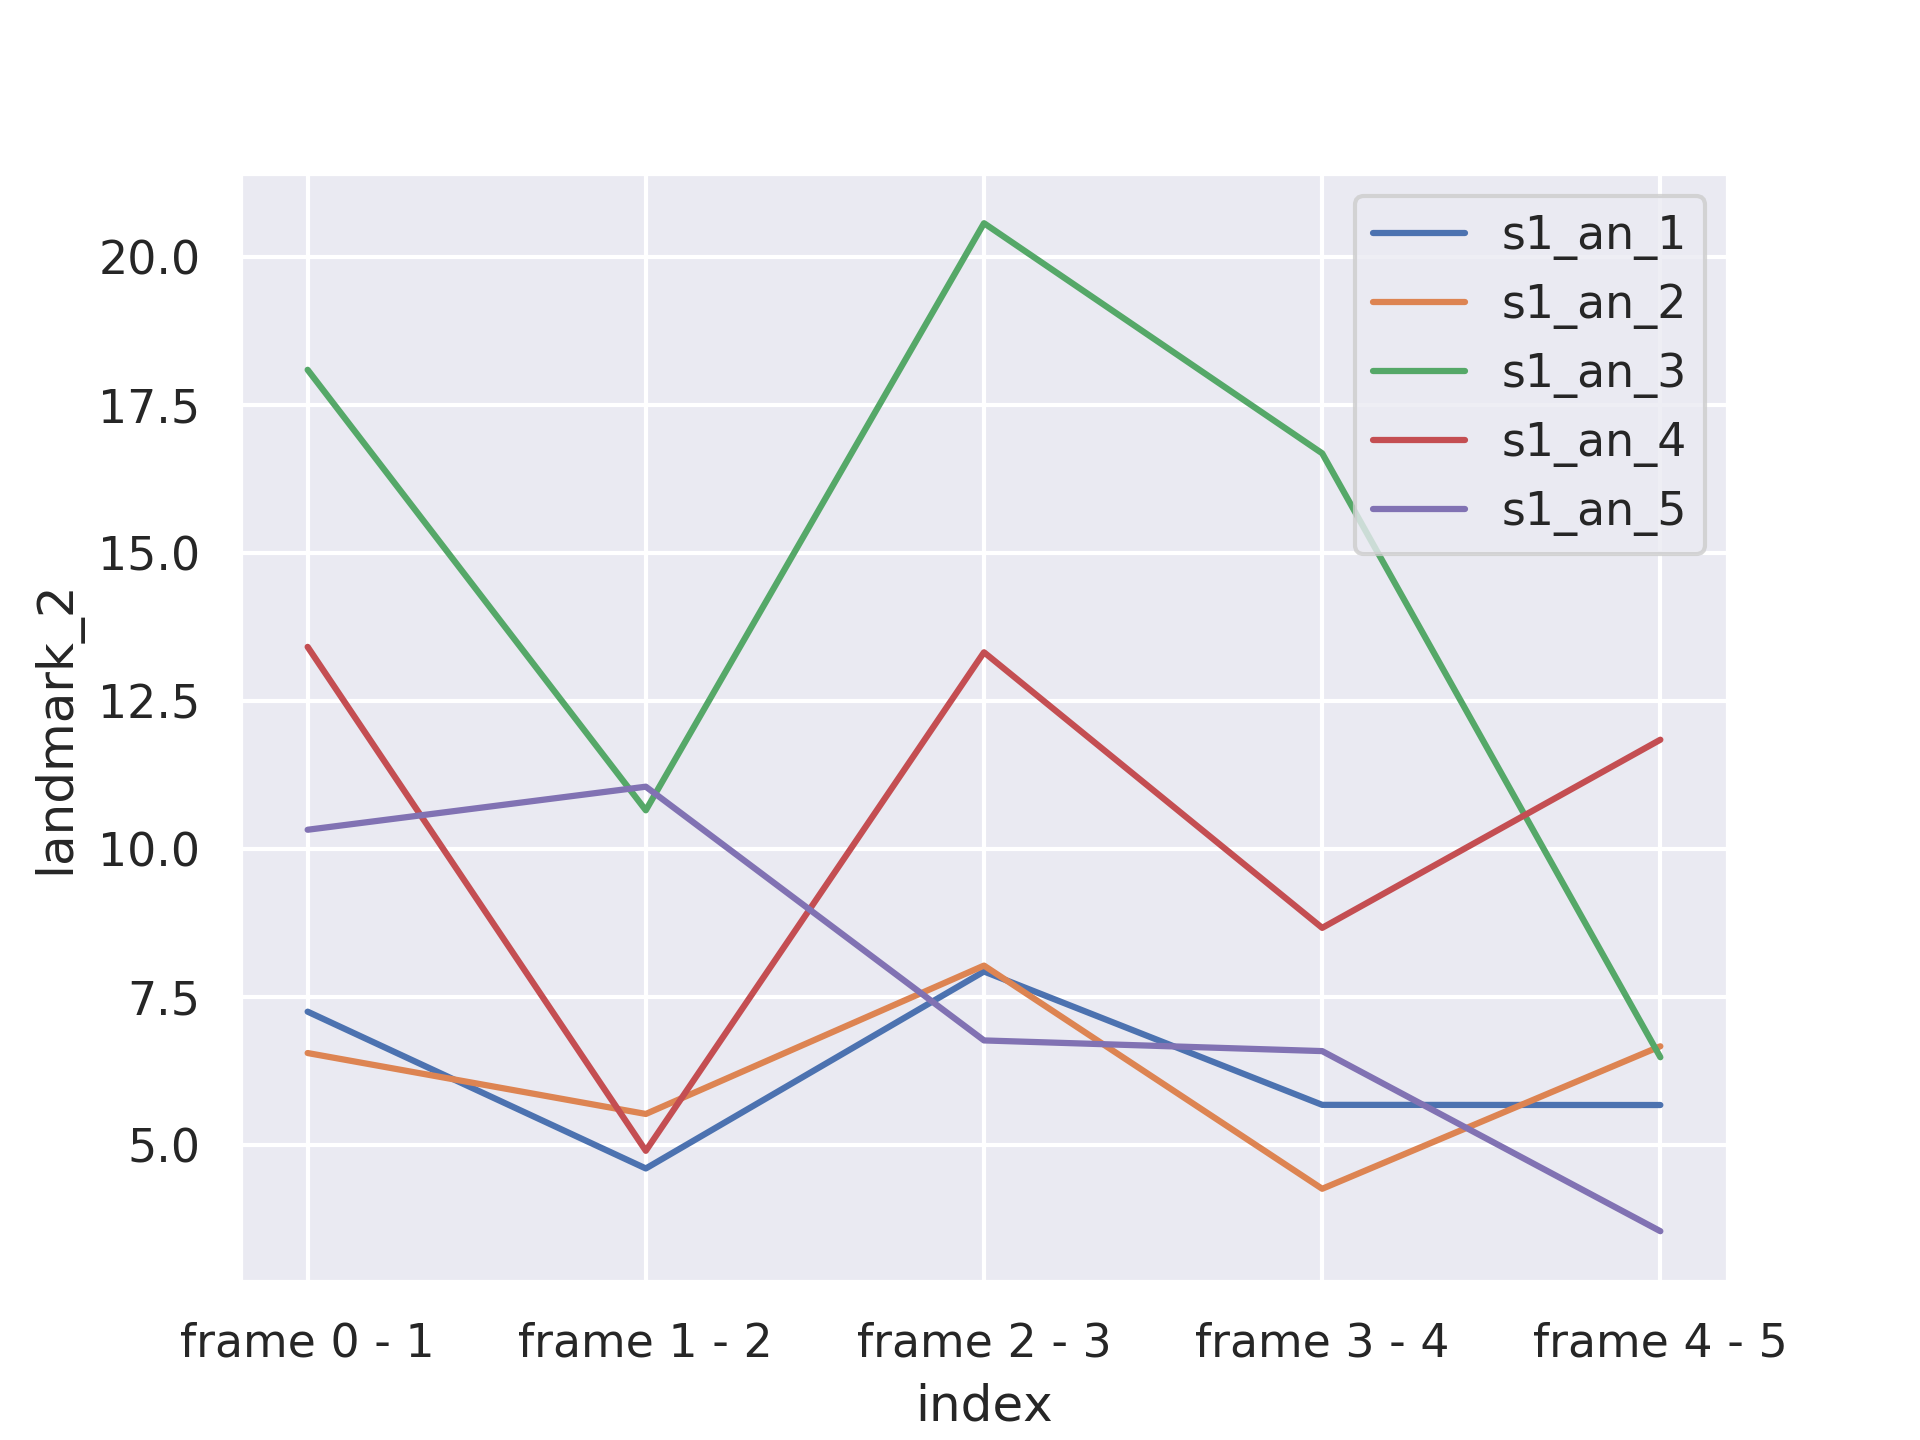 s1_an_1
s1_an_2
s1_an_3
s1_an_4
s1_an_5
20.0
17.5
15.0
12.5
10.0
7.5
5.0
landmark_2
frame 0 - 1
frame 1 - 2
frame 2 - 3
frame 3 - 4
frame 4 - 5
index